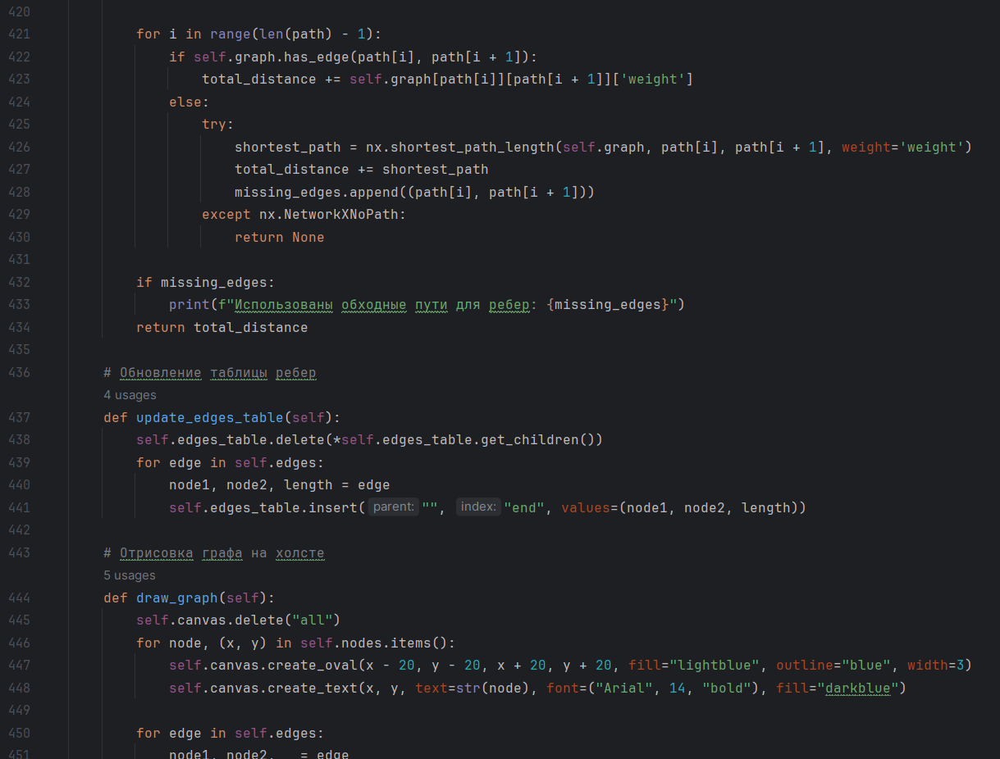 420
421 for i in range(len(path) - 1):
422 if self.graph.has_edge(path[i], path[i + 1]):
423 total_distance += self.graph[path[i]][path[i + 1]]['weight']
424 else:
425 try:
426 shortest_path = nx.shortest_path_length(self.graph, path[i], path[i + 1], weight='weight')
427 total_distance += shortest_path
428 missing_edges.append((path[i], path[i + 1]))
429 except nx.NetworkXNoPath:
430 return None
431
432 if missing_edges:
433 print(f"Использованы обходные пути для ребер: {missing_edges}")
434 return total_distance
435
436 # Обновление таблицы ребер
4 usages
437 def update_edges_table(self):
438 self.edges_table.delete(*self.edges_table.get_children())
439 for edge in self.edges:
440 node1, node2, length = edge
441 self.edges_table.insert( parent: "", index: "end", values=(node1, node2, length))
442
443 # Отрисовка графа на холсте
5 usages
444 def draw_graph(self):
445 self.canvas.delete("all")
446 for node, (x, y) in self.nodes.items():
447 self.canvas.create_oval(x - 20, y - 20, x + 20, y + 20, fill="lightblue", outline="blue", width=3)
448 self.canvas.create_text(x, y, text=str(node), font=("Arial", 14, "bold"), fill="darkblue")
449
450 for edge in self.edges:
451 node1, node2, _ = edge